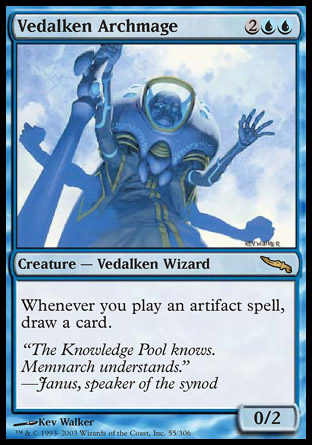 Vedalken Archmage 2
KEV WALKER
Creature — Vedalken Wizard
Whenever you play an artifact spell,
draw a card.
"The Knowledge Pool knows.
Memnarch understands."
—Janus, speaker of the synod
Kev Walker
™ & © 1993–2003 Wizards of the Coast, Inc. 55/306
0/2